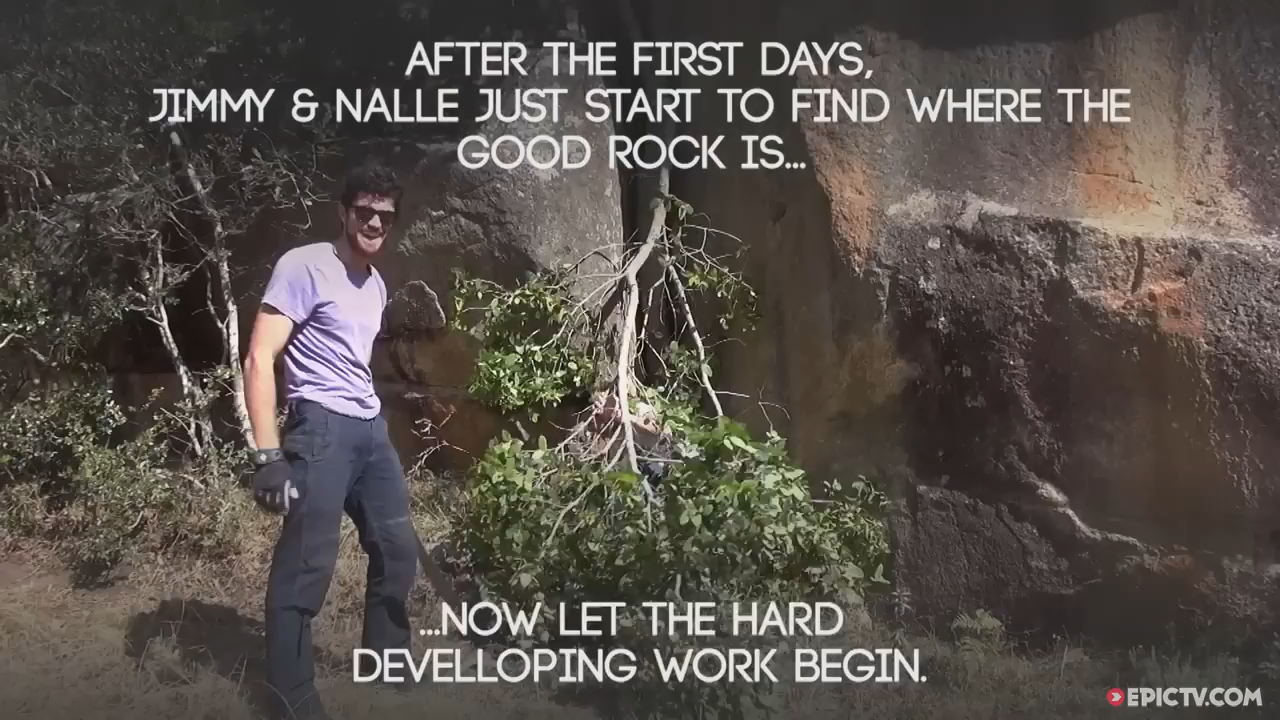 AFTER THE FIRST DAYS,
JIMMY & NALLE JUST START TO FIND WHERE THE
GOOD ROCK IS...
...NOW LET THE HARD
DEVELLOPING WORK BEGIN.
EPICTV.COM